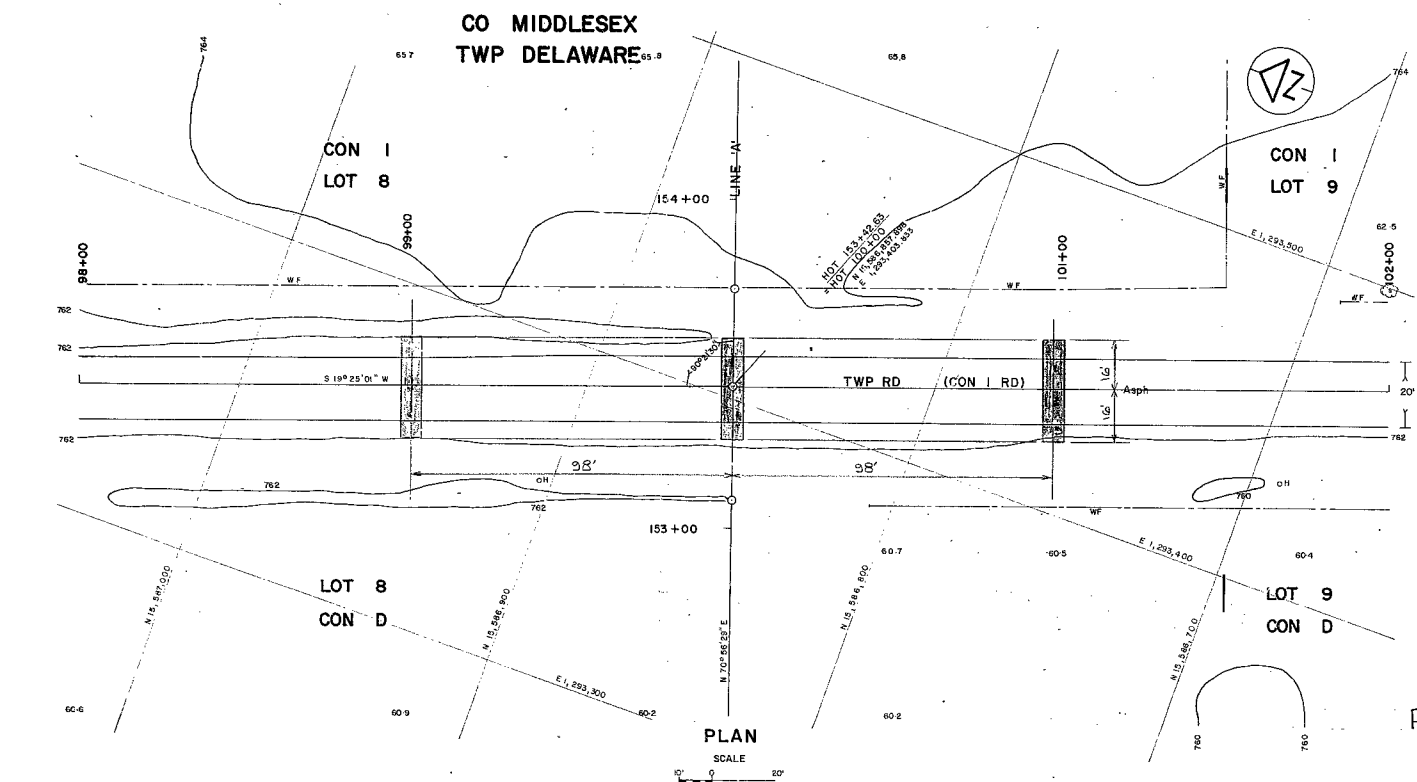 CO MIDDLESEX
TWP DELAWARE
764
65.7
65.8
65.8
764
Z
CON I
LOT 8
CON I
LOT 9
LINE 'A'
154+00
HOT 153+42.63
= HOT 100+00
N 15,586,857.898
E 1,293,403.833
98+00
99+00
101+00
102+00
62.5
E 1,293,500
WF
WF
WF
WF
762
762
S 19° 25' 01" W
TWP RD (CON I RD)
16'
16'
Asph
20'
762
762
98'
98'
762
762
OH
OH
760
WF
153+00
60.7
60.5
60.4
E 1,293,400
LOT 8
CON D
LOT 9
CON D
N 15,587,000
N 15,586,900
N 70° 56' 29" E
N 15,586,800
N 15,586,700
E 1,293,300
60.6
60.9
60.2
60.2
760
760
PLAN
SCALE
10' 0 20'